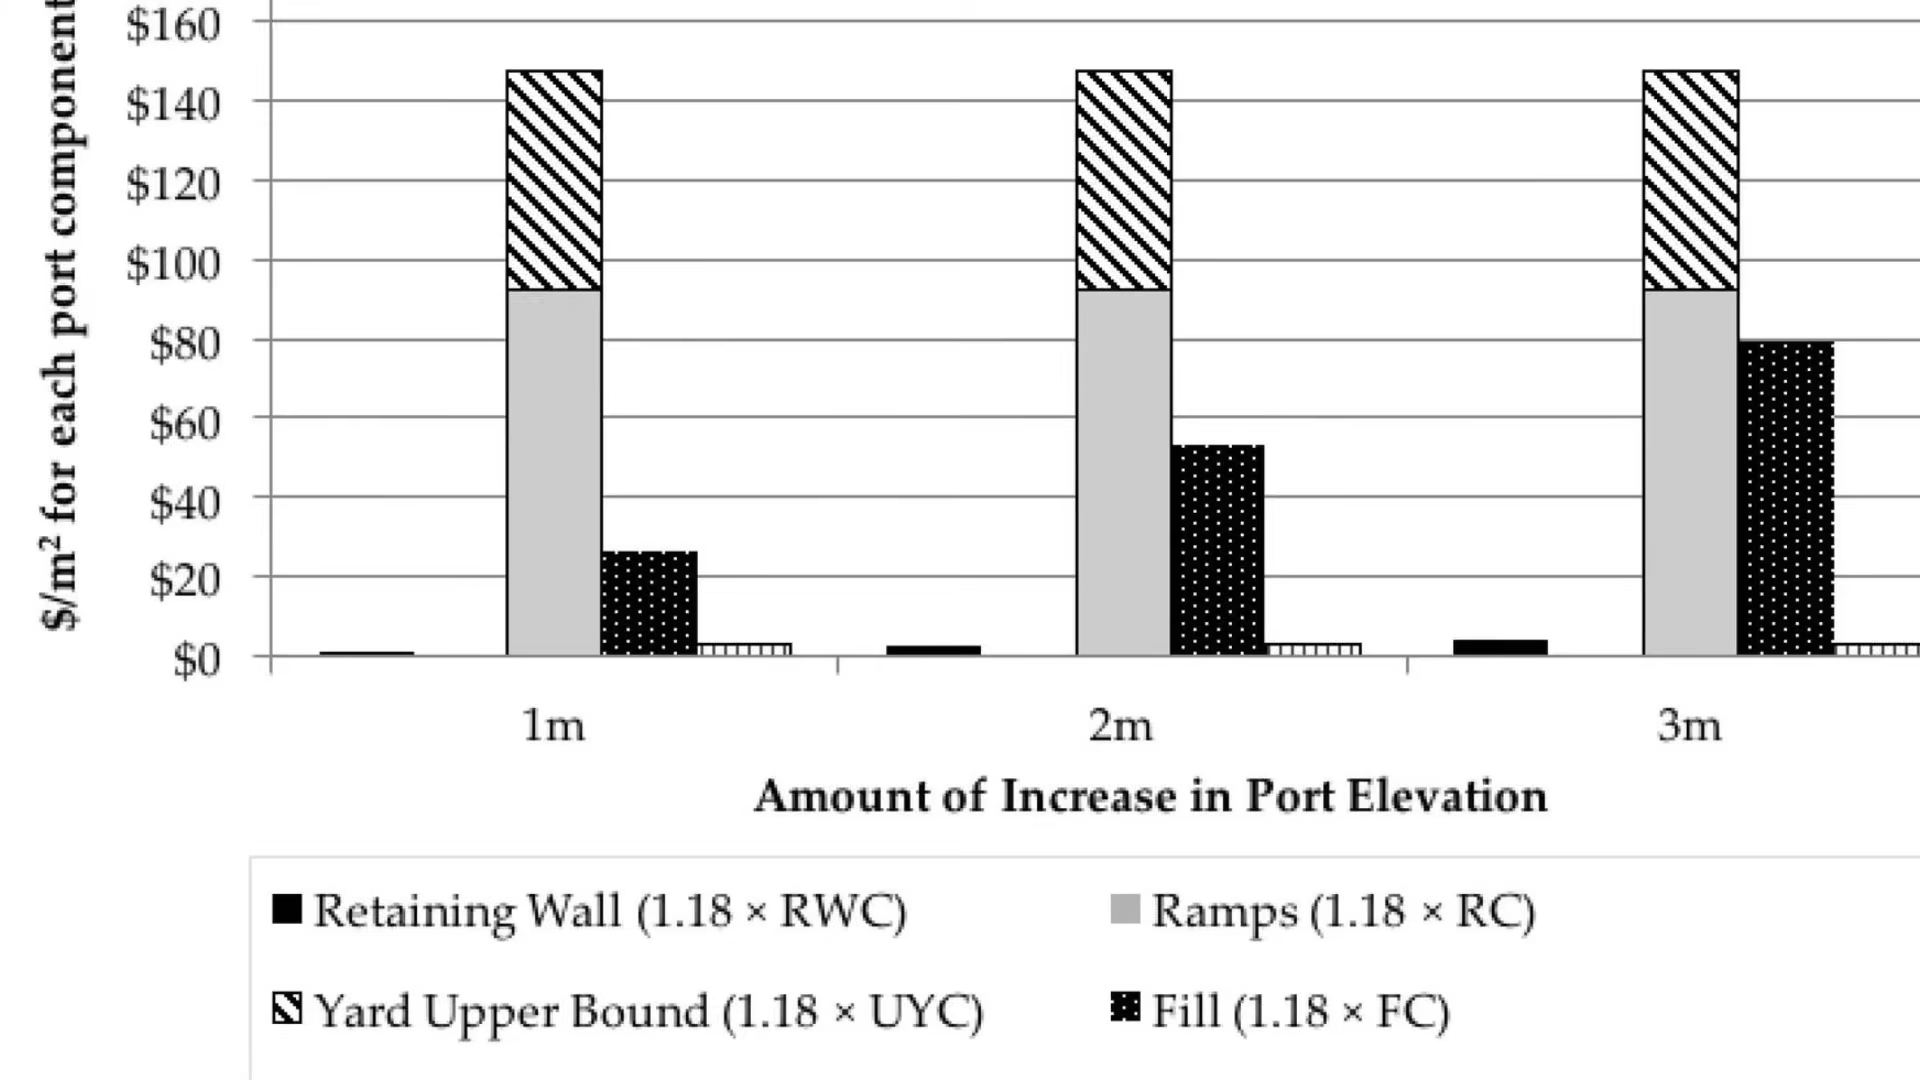 $/m² for each port component
$160
$140
$120
$100
$80
$60
$40
$20
$0
1m 2m 3m
Amount of Increase in Port Elevation
Retaining Wall (1.18 × RWC) Ramps (1.18 × RC)
Yard Upper Bound (1.18 × UYC) Fill (1.18 × FC)